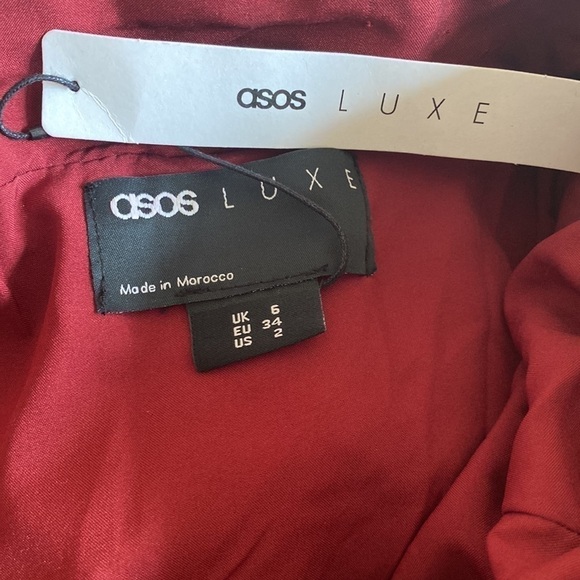 asos LUXE
asos LUXE
Made in Morocco
UK 6
EU 34
US 2